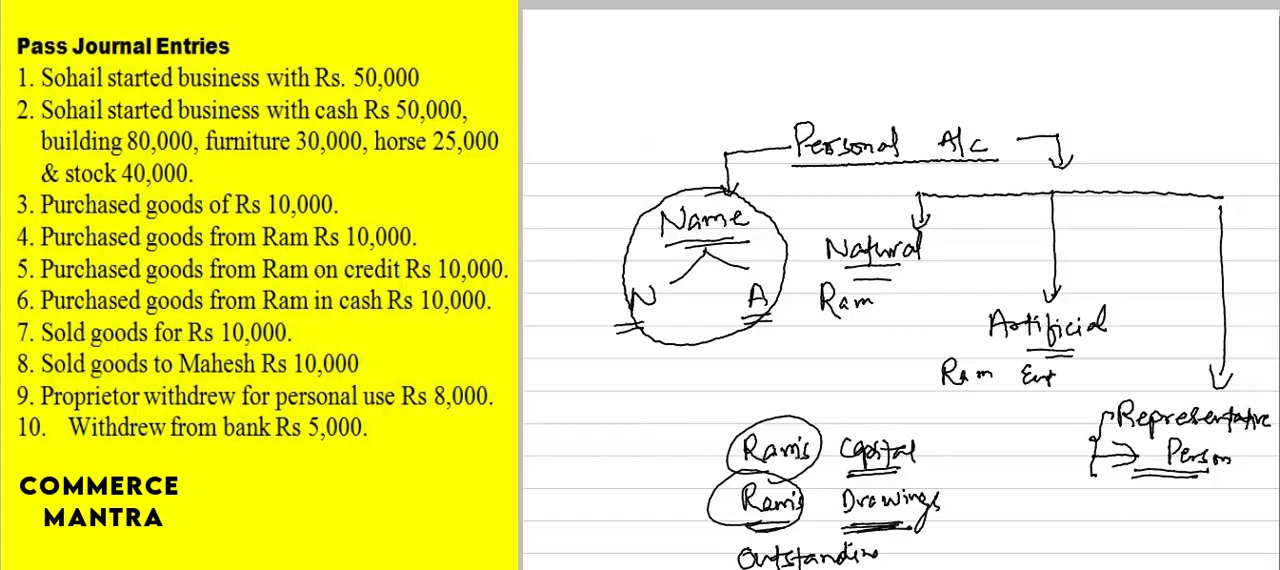 Pass Journal Entries
1. Sohail started business with Rs. 50,000
2. Sohail started business with cash Rs 50,000,
building 80,000, furniture 30,000, horse 25,000
& stock 40,000.
3. Purchased goods of Rs 10,000.
4. Purchased goods from Ram Rs 10,000.
5. Purchased goods from Ram on credit Rs 10,000.
6. Purchased goods from Ram in cash Rs 10,000.
7. Sold goods for Rs 10,000.
8. Sold goods to Mahesh Rs 10,000
9. Proprietor withdrew for personal use Rs 8,000.
10. Withdrew from bank Rs 5,000.
COMMERCE
MANTRA
Personal A/c
Name
N A
Natural
Ram
Artificial
Ram Ent
Representative
Person
Ram's Capital
Ram's Drawings
Outstanding